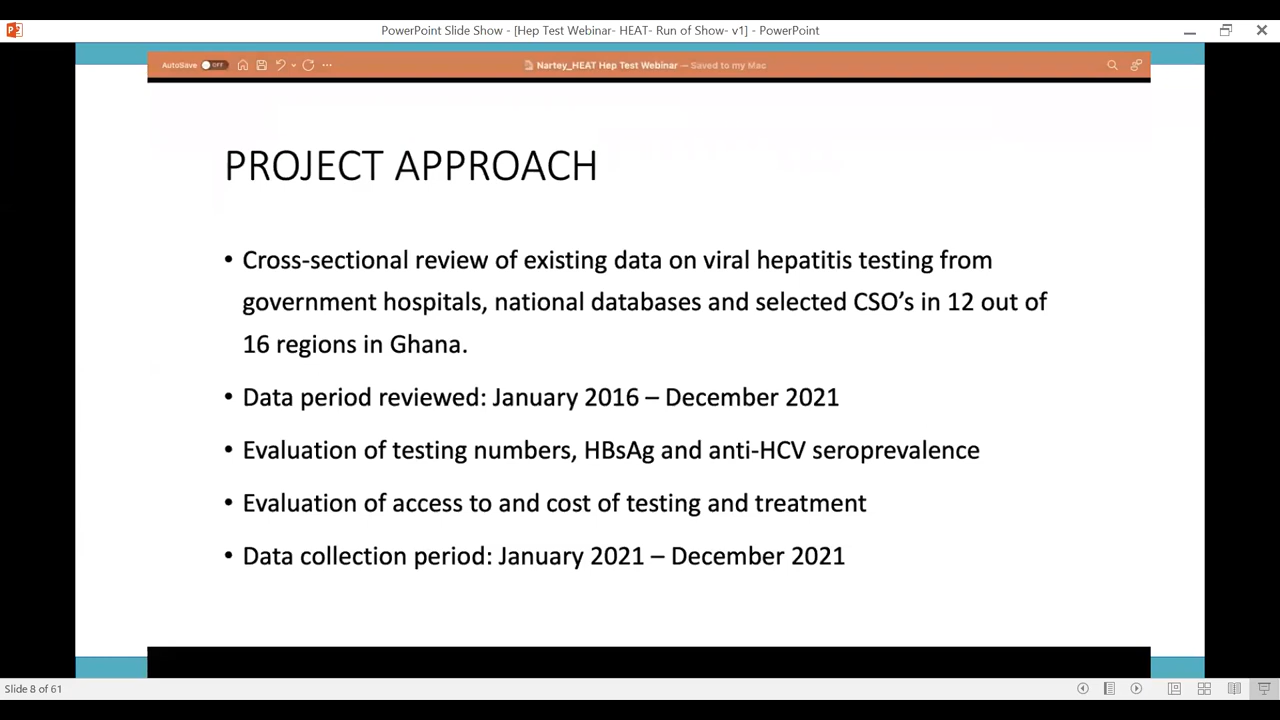 PowerPoint Slide Show - [Hep Test Webinar- HEAT- Run of Show- v1] - PowerPoint
AutoSave OFF
Nartey_HEAT Hep Test Webinar — Saved to my Mac
PROJECT APPROACH
• Cross-sectional review of existing data on viral hepatitis testing from
government hospitals, national databases and selected CSO’s in 12 out of
16 regions in Ghana.
• Data period reviewed: January 2016 – December 2021
• Evaluation of testing numbers, HBsAg and anti-HCV seroprevalence
• Evaluation of access to and cost of testing and treatment
• Data collection period: January 2021 – December 2021
Slide 8 of 61